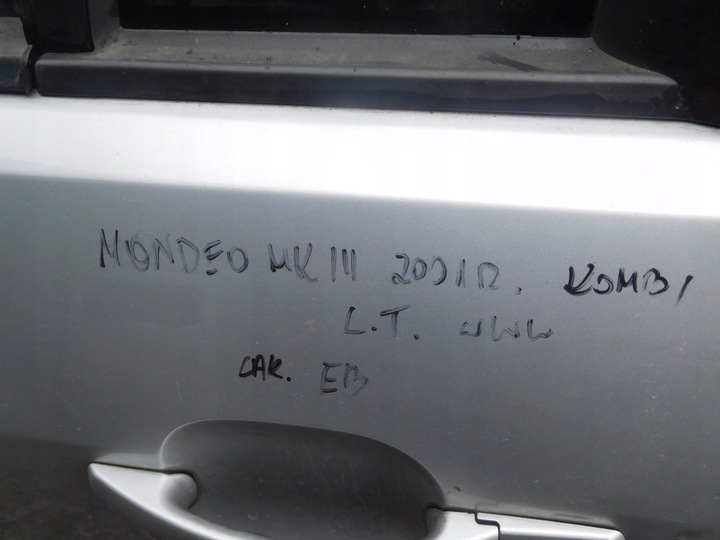 MONDEO MK III 2001R. KOMBI
L.T. WWW
LAK. EB